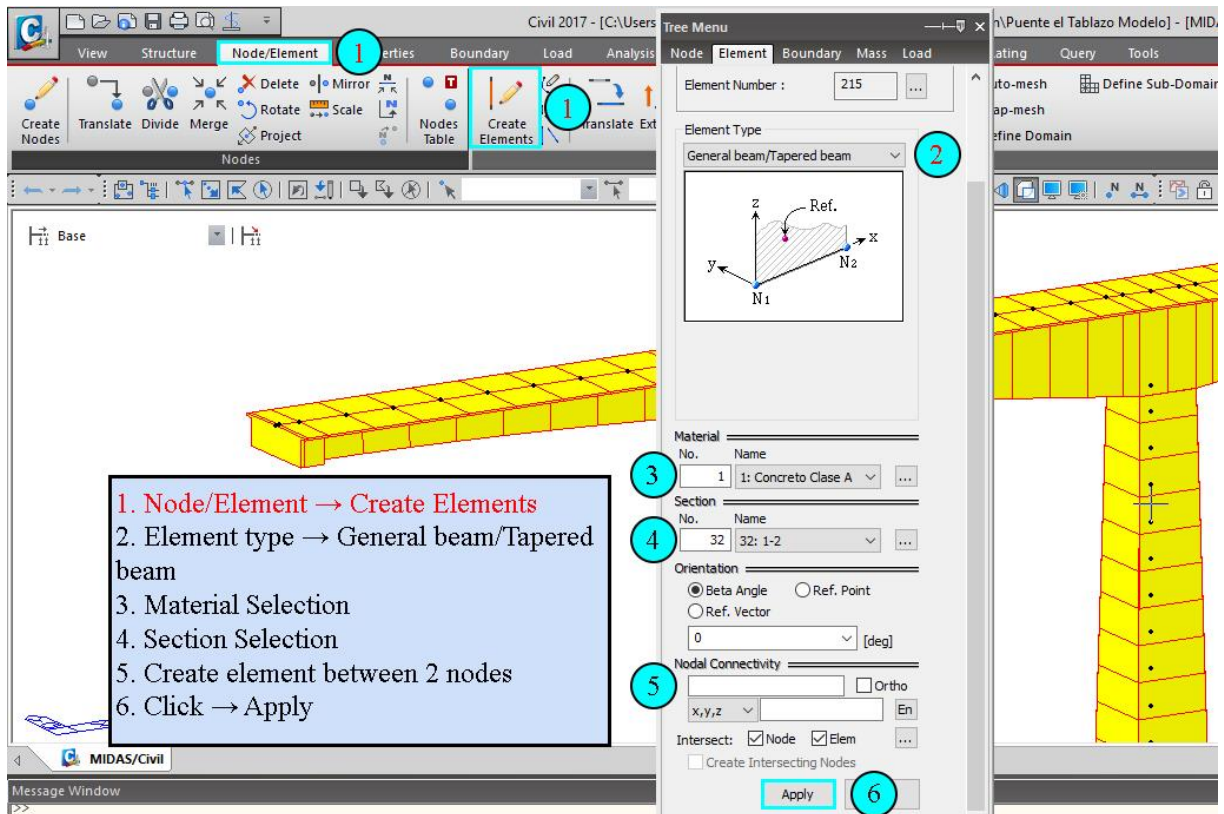 Civil 2017 - [C:\Users
n\Puente el Tablazo Modelo] - [MIDA
View Structure Node/Element 1 erties Boundary Load Analysis
ating Query Tools
Create Nodes
Translate
Divide
Merge
Delete
Rotate
Project
Mirror
Scale
Nodes Table
Create Elements
1
ranslate
Ext
Nodes
uto-mesh
ap-mesh
efine Domain
Define Sub-Domain
Base
Tree Menu
Node Element Boundary Mass Load
Element Number : 215 ...
Element Type
General beam/Tapered beam 2
z
Ref.
x
y
N2
N1
Material
No. Name
3 1 1: Concreto Clase A ...
Section
No. Name
4 32 32: 1-2 ...
Orientation
Beta Angle Ref. Point
Ref. Vector
0 [deg]
Nodal Connectivity
5 Ortho
x,y,z En
Intersect: Node Elem ...
Create Intersecting Nodes
Apply 6
1. Node/Element → Create Elements
2. Element type → General beam/Tapered
beam
3. Material Selection
4. Section Selection
5. Create element between 2 nodes
6. Click → Apply
MIDAS/Civil
Message Window
>>